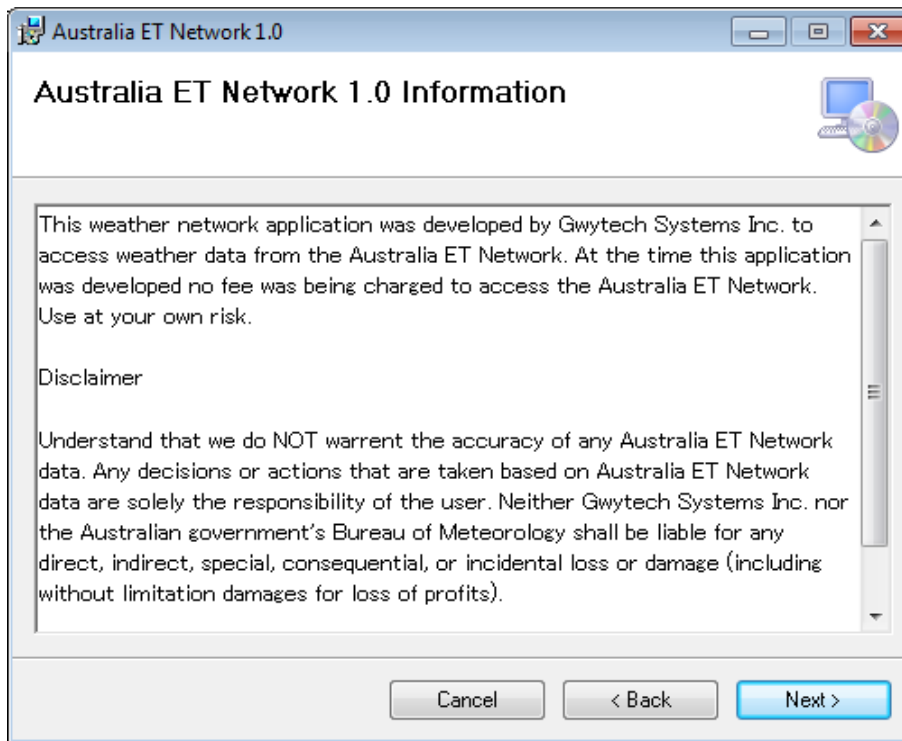 Australia ET Network 1.0
Australia ET Network 1.0 Information
This weather network application was developed by Gwytech Systems Inc. to
access weather data from the Australia ET Network. At the time this application
was developed no fee was being charged to access the Australia ET Network.
Use at your own risk.
Disclaimer
Understand that we do NOT warrent the accuracy of any Australia ET Network
data. Any decisions or actions that are taken based on Australia ET Network
data are solely the responsibility of the user. Neither Gwytech Systems Inc. nor
the Australian government's Bureau of Meteorology shall be liable for any
direct, indirect, special, consequential, or incidental loss or damage (including
without limitation damages for loss of profits).
Cancel
< Back
Next >